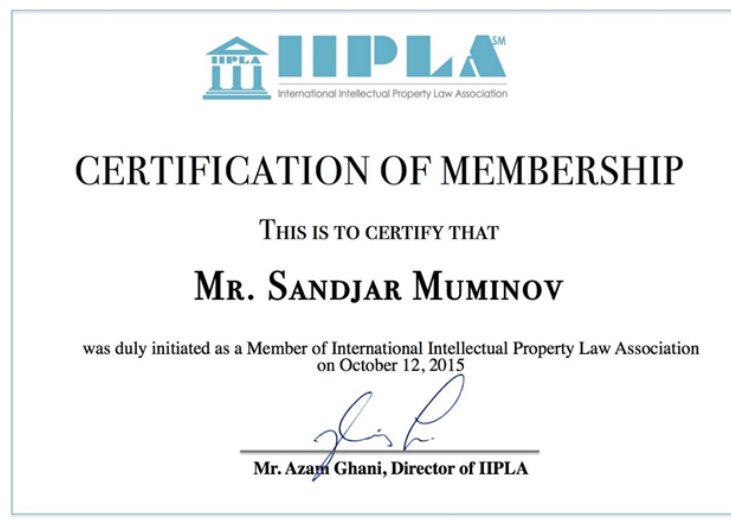 IIPLA
IIPLA SM
International Intellectual Property Law Association
CERTIFICATION OF MEMBERSHIP
THIS IS TO CERTIFY THAT
MR. SANDJAR MUMINOV
was duly initiated as a Member of International Intellectual Property Law Association
on October 12, 2015
Mr. Azam Ghani, Director of IIPLA